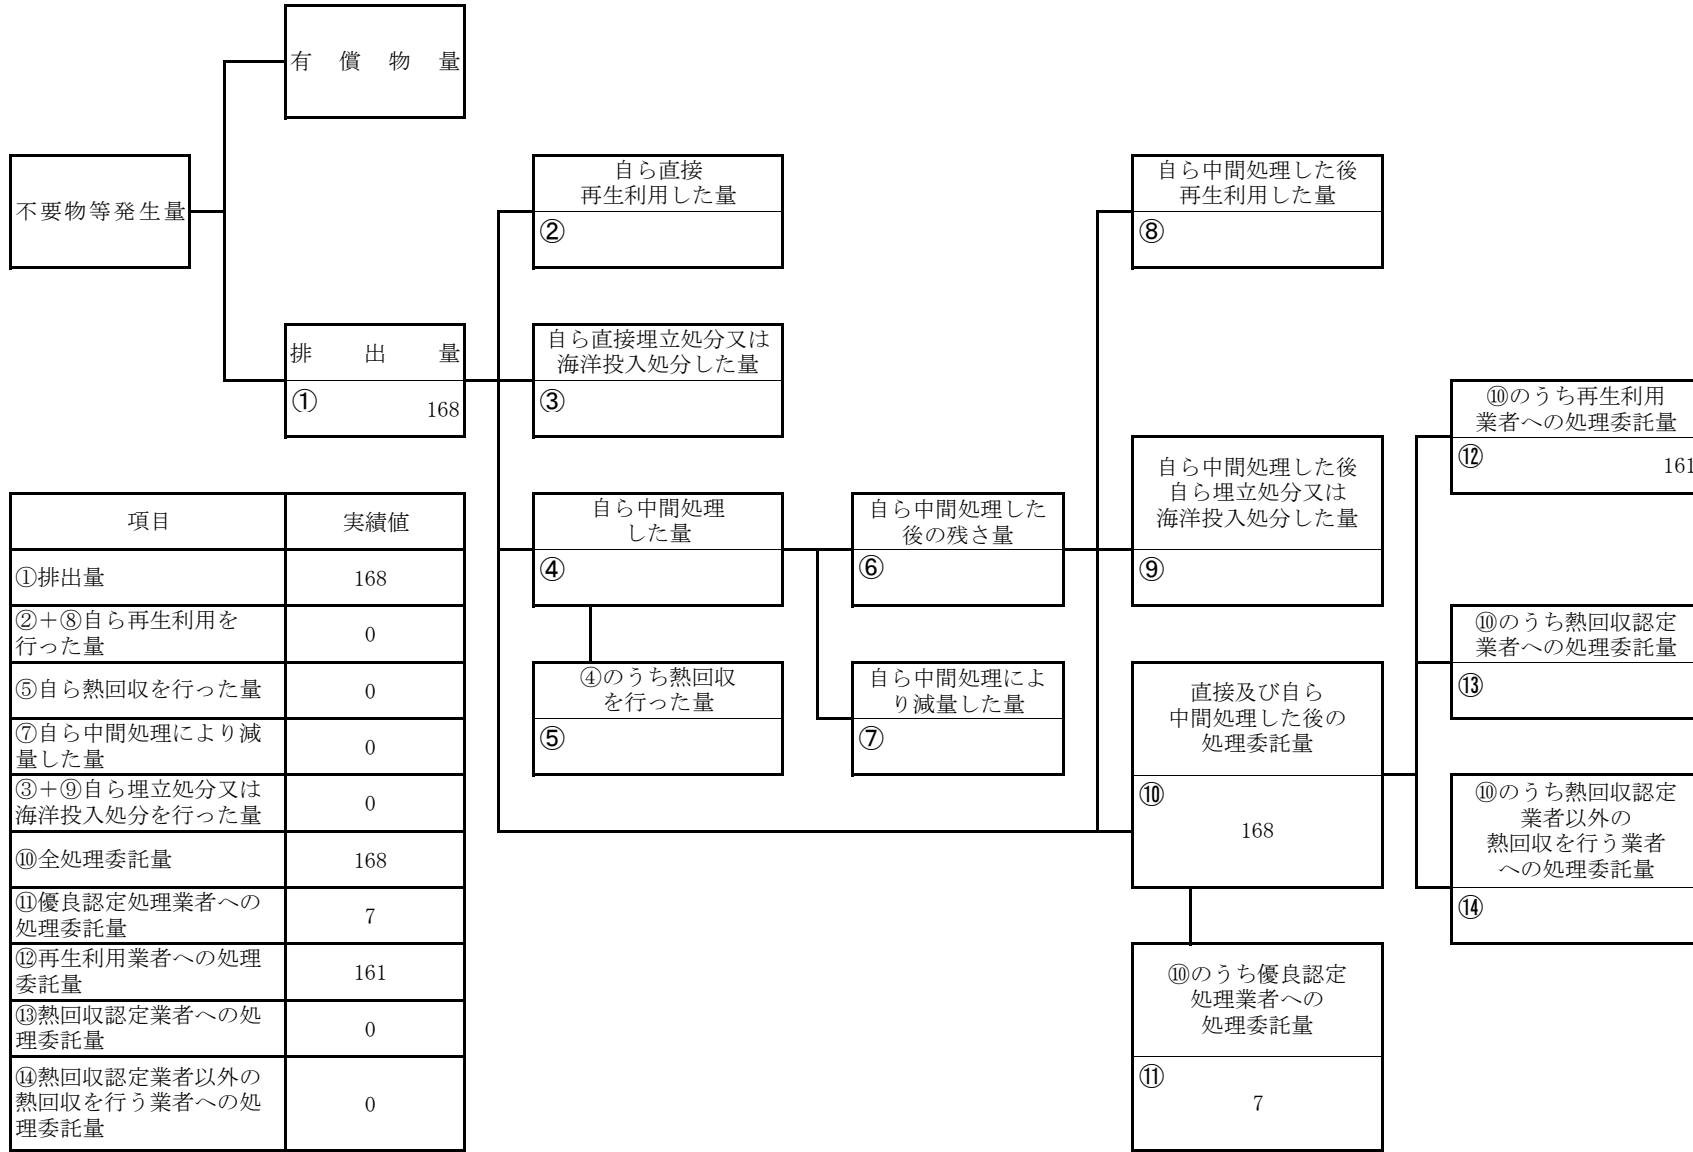 有償物量
不要物等発生量
排出量
①
168
自ら直接
再生利用した量
②
自ら直接埋立処分又は
海洋投入処分した量
③
自ら中間処理
した量
④
④のうち熱回収
を行った量
⑤
自ら中間処理した
後の残さ量
⑥
自ら中間処理によ
り減量した量
⑦
自ら中間処理した後
再生利用した量
⑧
自ら中間処理した後
自ら埋立処分又は
海洋投入処分した量
⑨
直接及び自ら
中間処理した後の
処理委託量
⑩
168
⑩のうち優良認定
処理業者への
処理委託量
⑪
7
⑩のうち再生利用
業者への処理委託量
⑫
161
⑩のうち熱回収認定
業者への処理委託量
⑬
⑩のうち熱回収認定
業者以外の
熱回収を行う業者
への処理委託量
⑭
項目 実績値
①排出量 168
②+⑧自ら再生利用を
行った量 0
⑤自ら熱回収を行った量 0
⑦自ら中間処理により減
量した量 0
③+⑨自ら埋立処分又は
海洋投入処分を行った量 0
⑩全処理委託量 168
⑪優良認定処理業者への
処理委託量 7
⑫再生利用業者への処理
委託量 161
⑬熱回収認定業者への処
理委託量 0
⑭熱回収認定業者以外の
熱回収を行う業者への処
理委託量 0